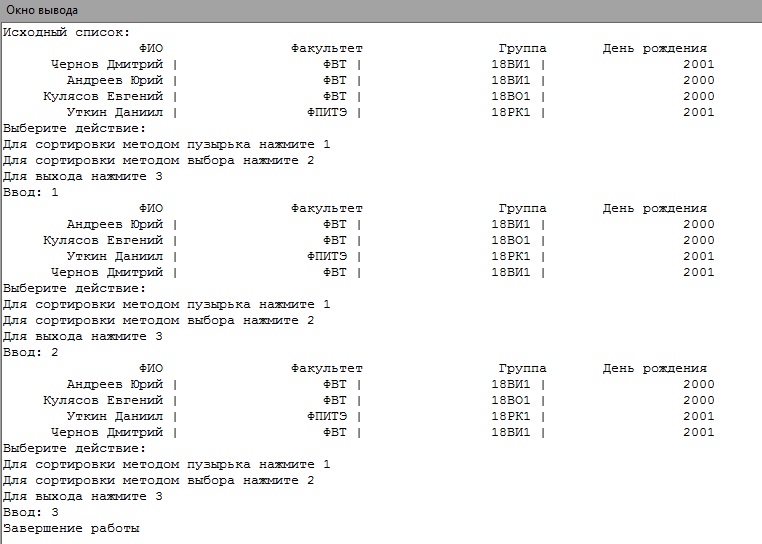 Окно вывода
Исходный список:
ФИО Факультет Группа День рождения
Чернов Дмитрий | ФВТ | 18ВИ1 | 2001
Андреев Юрий | ФВТ | 18ВИ1 | 2000
Кулясов Евгений | ФВТ | 18ВО1 | 2000
Уткин Даниил | ФПИТЭ | 18РК1 | 2001
Выберите действие:
Для сортировки методом пузырька нажмите 1
Для сортировки методом выбора нажмите 2
Для выхода нажмите 3
Ввод: 1
ФИО Факультет Группа День рождения
Андреев Юрий | ФВТ | 18ВИ1 | 2000
Кулясов Евгений | ФВТ | 18ВО1 | 2000
Уткин Даниил | ФПИТЭ | 18РК1 | 2001
Чернов Дмитрий | ФВТ | 18ВИ1 | 2001
Выберите действие:
Для сортировки методом пузырька нажмите 1
Для сортировки методом выбора нажмите 2
Для выхода нажмите 3
Ввод: 2
ФИО Факультет Группа День рождения
Андреев Юрий | ФВТ | 18ВИ1 | 2000
Кулясов Евгений | ФВТ | 18ВО1 | 2000
Уткин Даниил | ФПИТЭ | 18РК1 | 2001
Чернов Дмитрий | ФВТ | 18ВИ1 | 2001
Выберите действие:
Для сортировки методом пузырька нажмите 1
Для сортировки методом выбора нажмите 2
Для выхода нажмите 3
Ввод: 3
Завершение работы